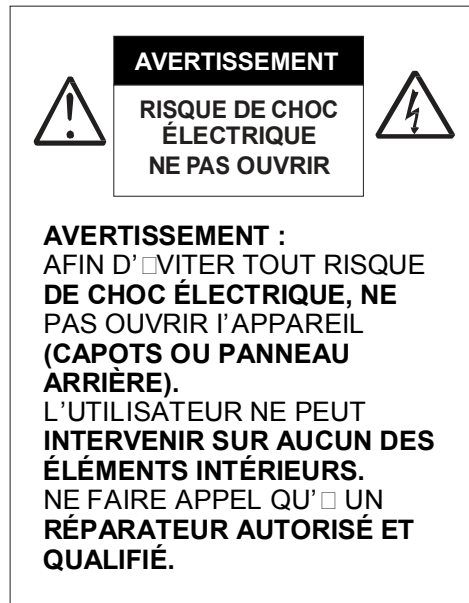 AVERTISSEMENT
RISQUE DE CHOC
ÉLECTRIQUE
NE PAS OUVRIR
AVERTISSEMENT :
AFIN D’□VITER TOUT RISQUE
DE CHOC ÉLECTRIQUE, NE
PAS OUVRIR l’APPAREIL
(CAPOTS OU PANNEAU
ARRIÈRE).
L’UTILISATEUR NE PEUT
INTERVENIR SUR AUCUN DES
ÉLÉMENTS INTÉRIEURS.
NE FAIRE APPEL QU’□ UN
RÉPARATEUR AUTORISÉ ET
QUALIFIÉ.